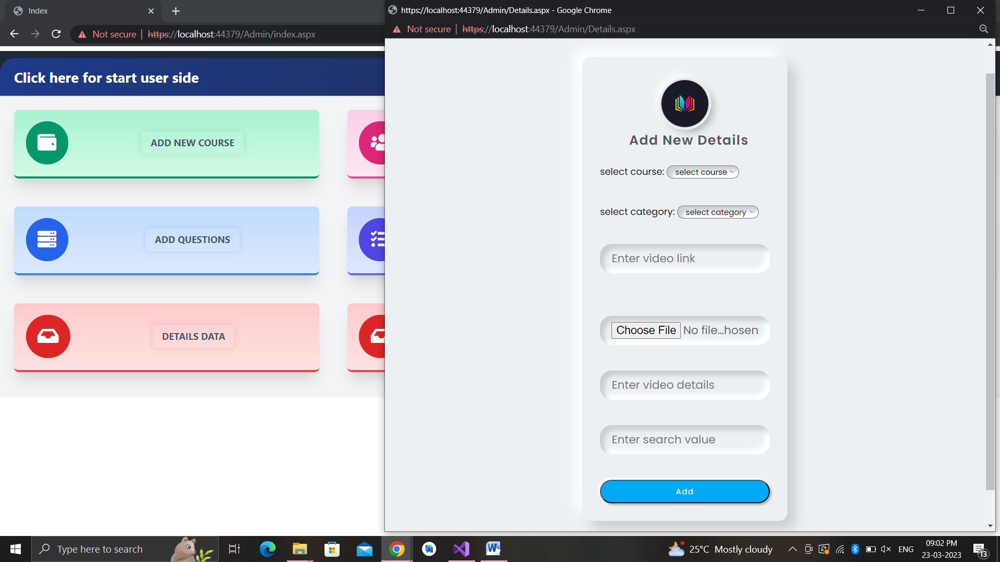 Index
Not secure | https://localhost:44379/Admin/index.aspx
Click here for start user side
ADD NEW COURSE
ADD QUESTIONS
DETAILS DATA
https://localhost:44379/Admin/Details.aspx - Google Chrome
Not secure | https://localhost:44379/Admin/Details.aspx
Add New Details
select course: select course
select category: select category
Enter video link
Choose File No file...hosen
Enter video details
Enter search value
Add
Type here to search
25°C Mostly cloudy
ENG
09:02 PM
23-03-2023
13